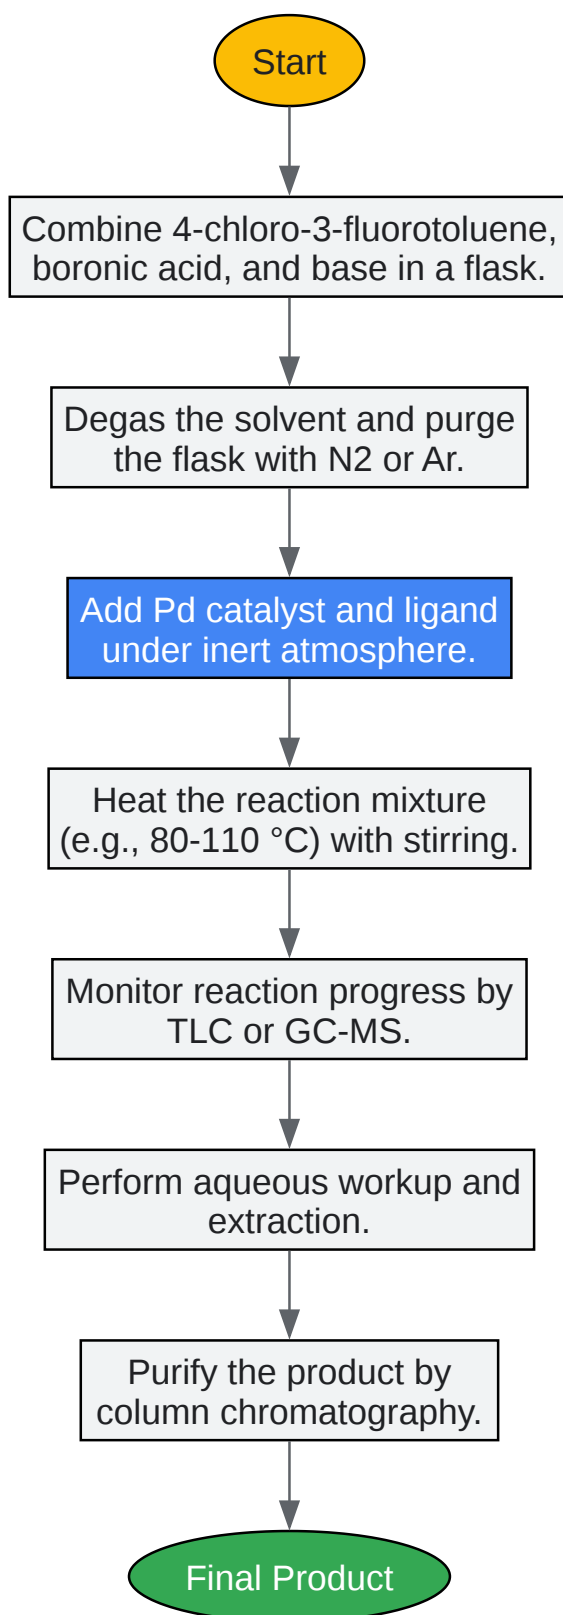 Start
Combine 4-chloro-3-fluorotoluene,
boronic acid, and base in a flask.
Degas the solvent and purge
the flask with N2 or Ar.
Add Pd catalyst and ligand
under inert atmosphere.
Heat the reaction mixture
(e.g., 80-110 °C) with stirring.
Monitor reaction progress by
TLC or GC-MS.
Perform aqueous workup and
extraction.
Purify the product by
column chromatography.
Final Product